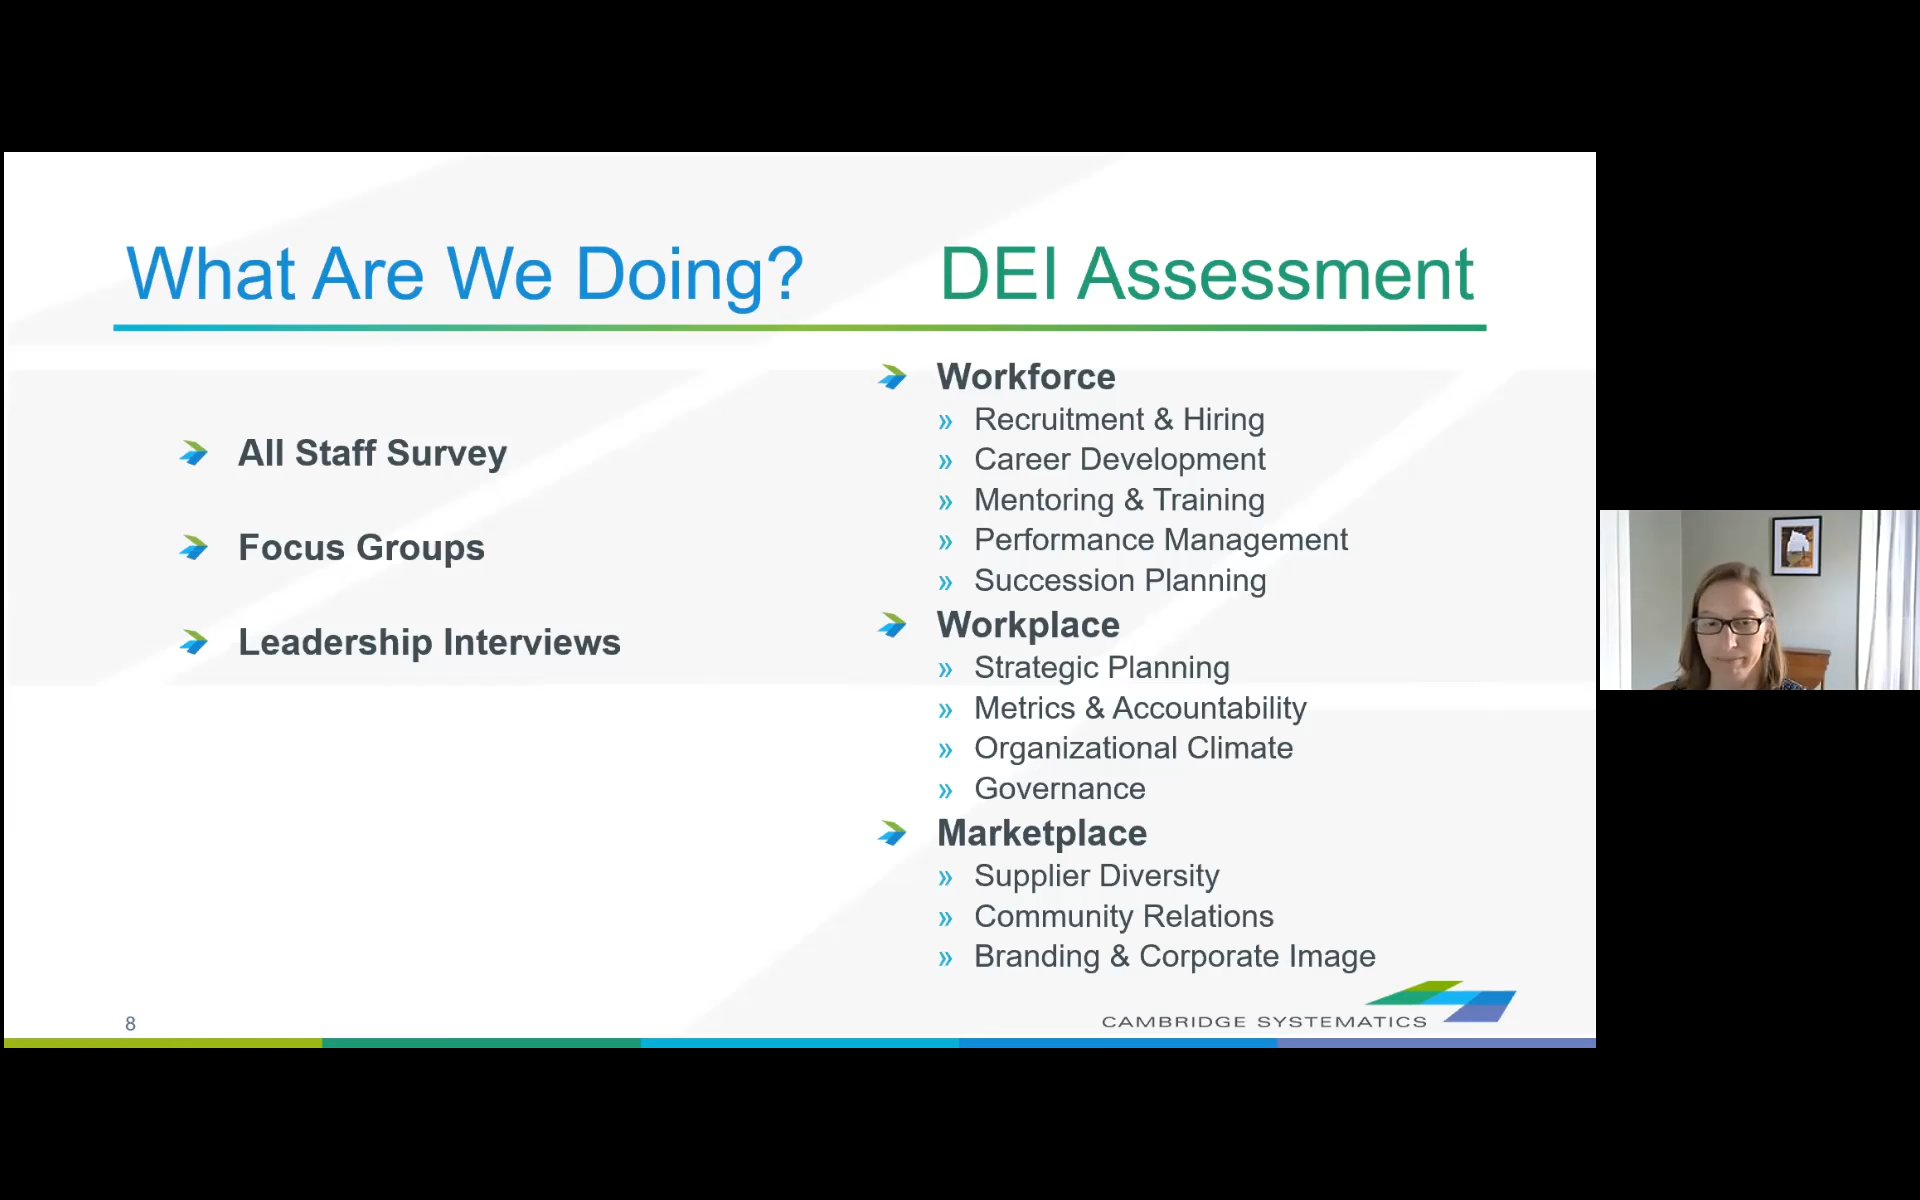 What Are We Doing?
DEI Assessment
All Staff Survey
Focus Groups
Leadership Interviews
Workforce
» Recruitment & Hiring
» Career Development
» Mentoring & Training
» Performance Management
» Succession Planning
Workplace
» Strategic Planning
» Metrics & Accountability
» Organizational Climate
» Governance
Marketplace
» Supplier Diversity
» Community Relations
» Branding & Corporate Image
8
CAMBRIDGE SYSTEMATICS